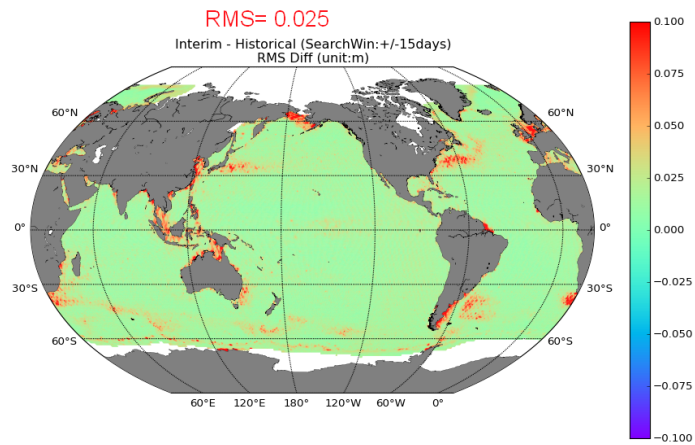 RMS= 0.025
Interim - Historical (SearchWin:+/-15days)
RMS Diff (unit:m)
60°N
30°N
0°
30°S
60°S
60°N
30°N
0°
30°S
60°S
60°E 120°E 180° 120°W 60°W 0°
0.100
0.075
0.050
0.025
0.000
−0.025
−0.050
−0.075
−0.100